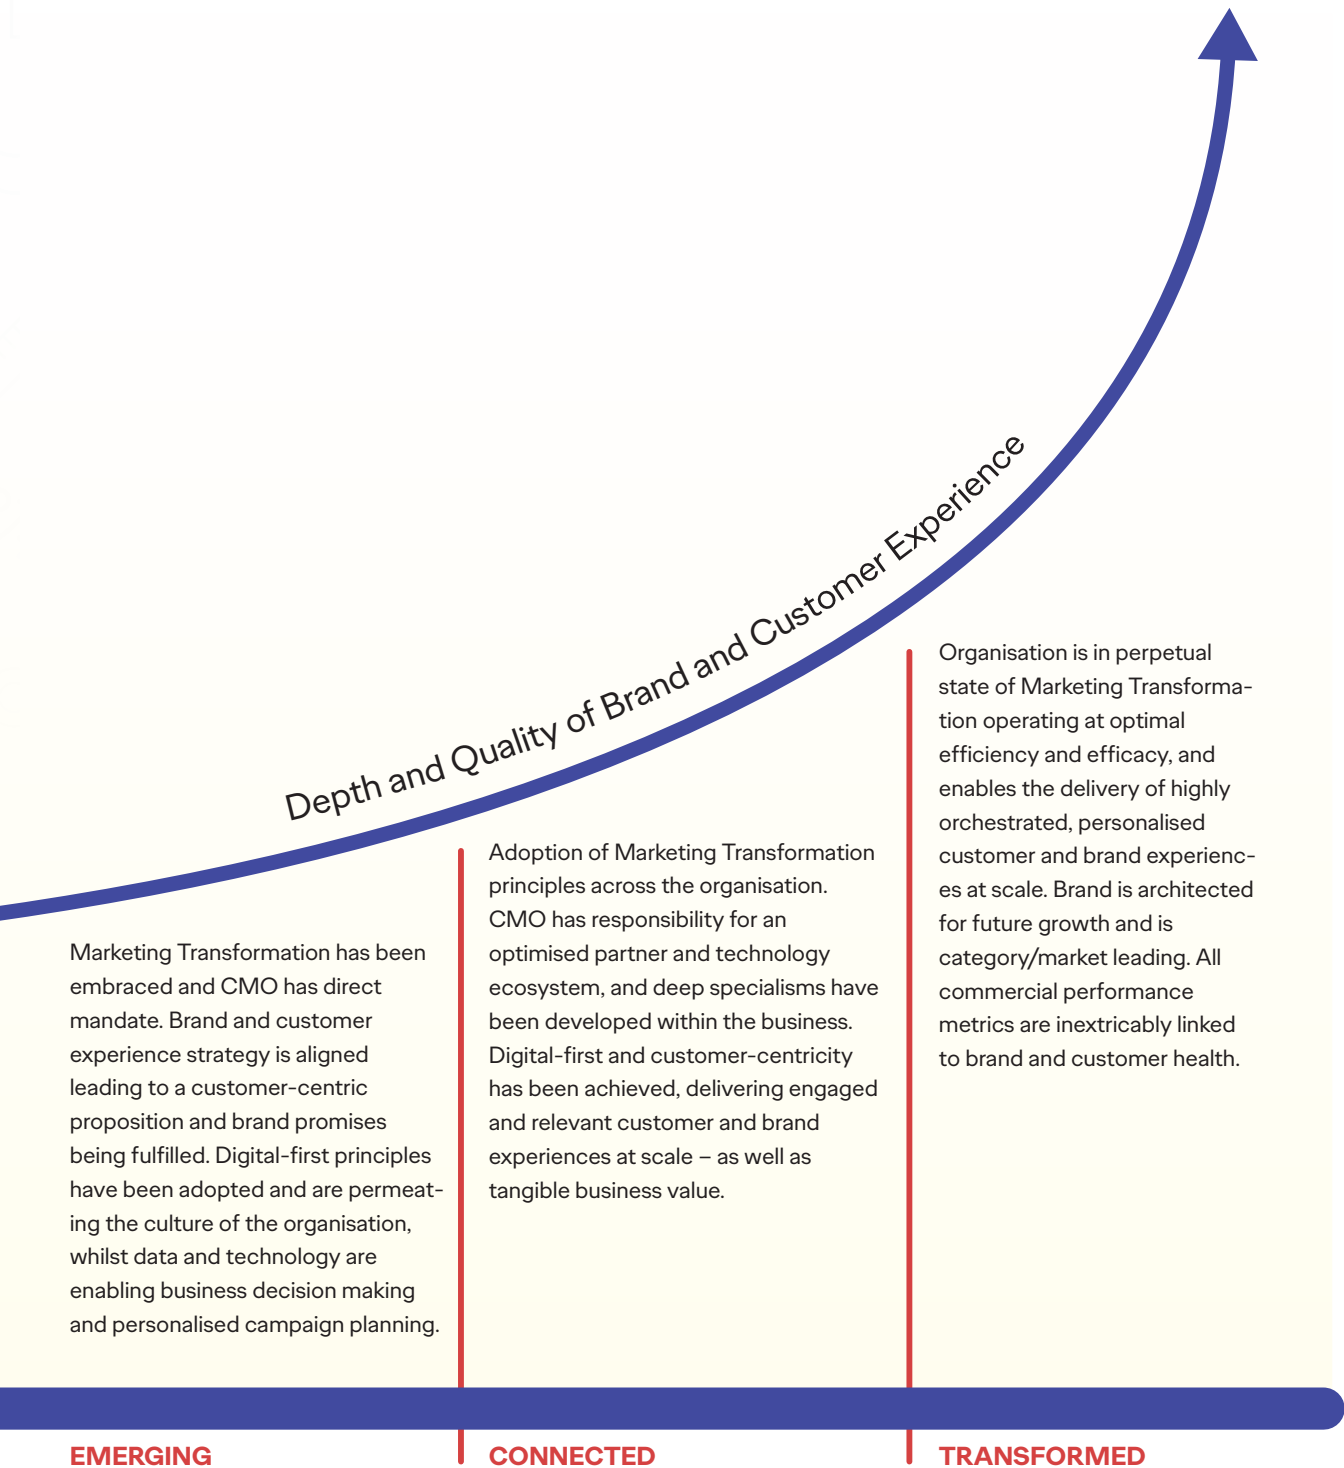 Depth and Quality of Brand and Customer Experience
Marketing Transformation has been
embraced and CMO has direct
mandate. Brand and customer
experience strategy is aligned
leading to a customer-centric
proposition and brand promises
being fulfilled. Digital-first principles
have been adopted and are permeat-
ing the culture of the organisation,
whilst data and technology are
enabling business decision making
and personalised campaign planning.
EMERGING
Adoption of Marketing Transformation
principles across the organisation.
CMO has responsibility for an
optimised partner and technology
ecosystem, and deep specialisms have
been developed within the business.
Digital-first and customer-centricity
has been achieved, delivering engaged
and relevant customer and brand
experiences at scale – as well as
tangible business value.
CONNECTED
Organisation is in perpetual
state of Marketing Transforma-
tion operating at optimal
efficiency and efficacy, and
enables the delivery of highly
orchestrated, personalised
customer and brand experienc-
es at scale. Brand is architected
for future growth and is
category/market leading. All
commercial performance
metrics are inextricably linked
to brand and customer health.
TRANSFORMED